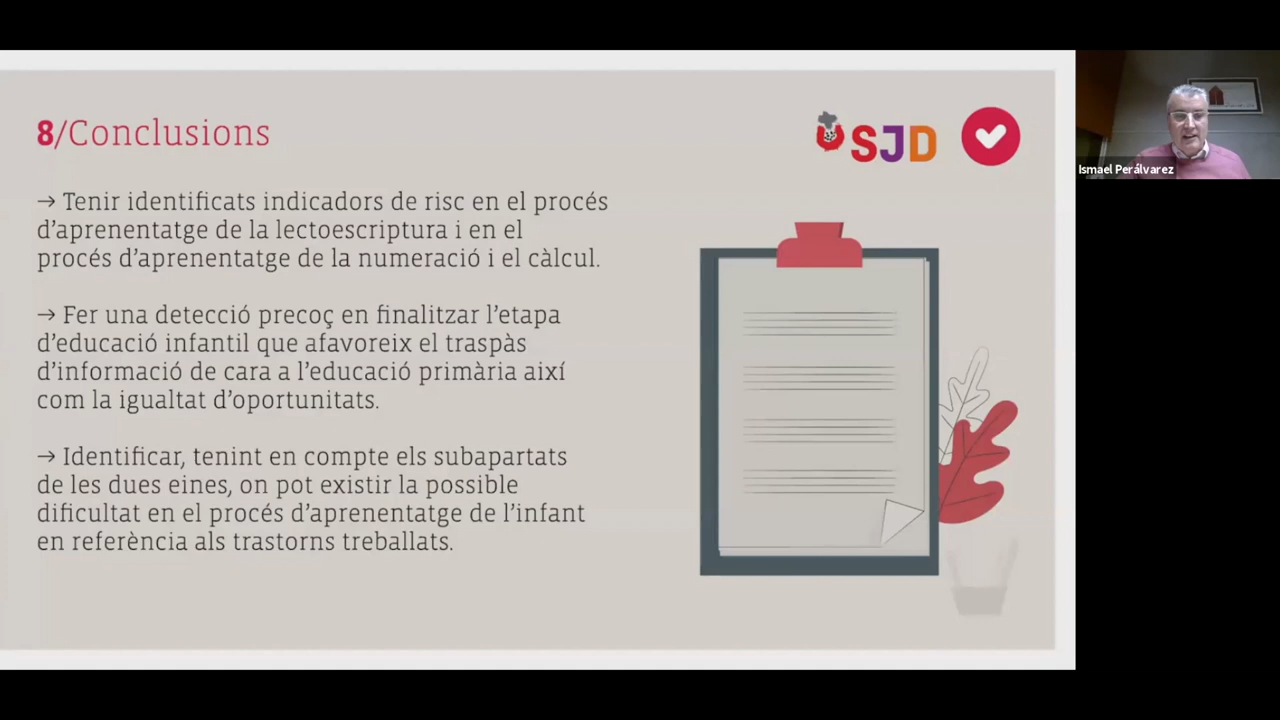 8/Conclusions
SJD
→ Tenir identificats indicadors de risc en el procés
d’aprenentatge de la lectoescriptura i en el
procés d’aprenentatge de la numeració i el càlcul.
→ Fer una detecció precoç en finalitzar l’etapa
d’educació infantil que afavoreix el traspàs
d’informació de cara a l’educació primària així
com la igualtat d’oportunitats.
→ Identificar, tenint en compte els subapartats
de les dues eines, on pot existir la possible
dificultat en el procés d’aprenentatge de l’infant
en referència als trastorns treballats.
Ismael Perálvarez